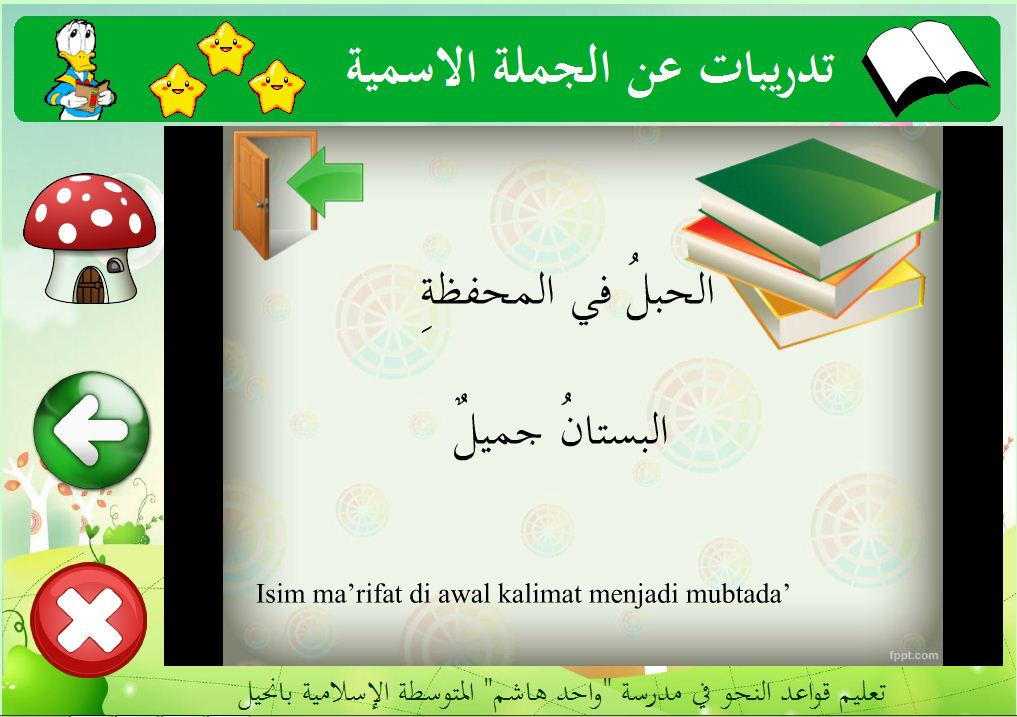 تدريبات عن الجملة الاسمية
الحبلُ في المحفظةِ
البستانُ جميلٌ
Isim ma’rifat di awal kalimat menjadi mubtada’
fppt.com
تعليم قواعد النحو في مدرسة "واحد هاشم" المتوسطة الإسلامية بانحيل